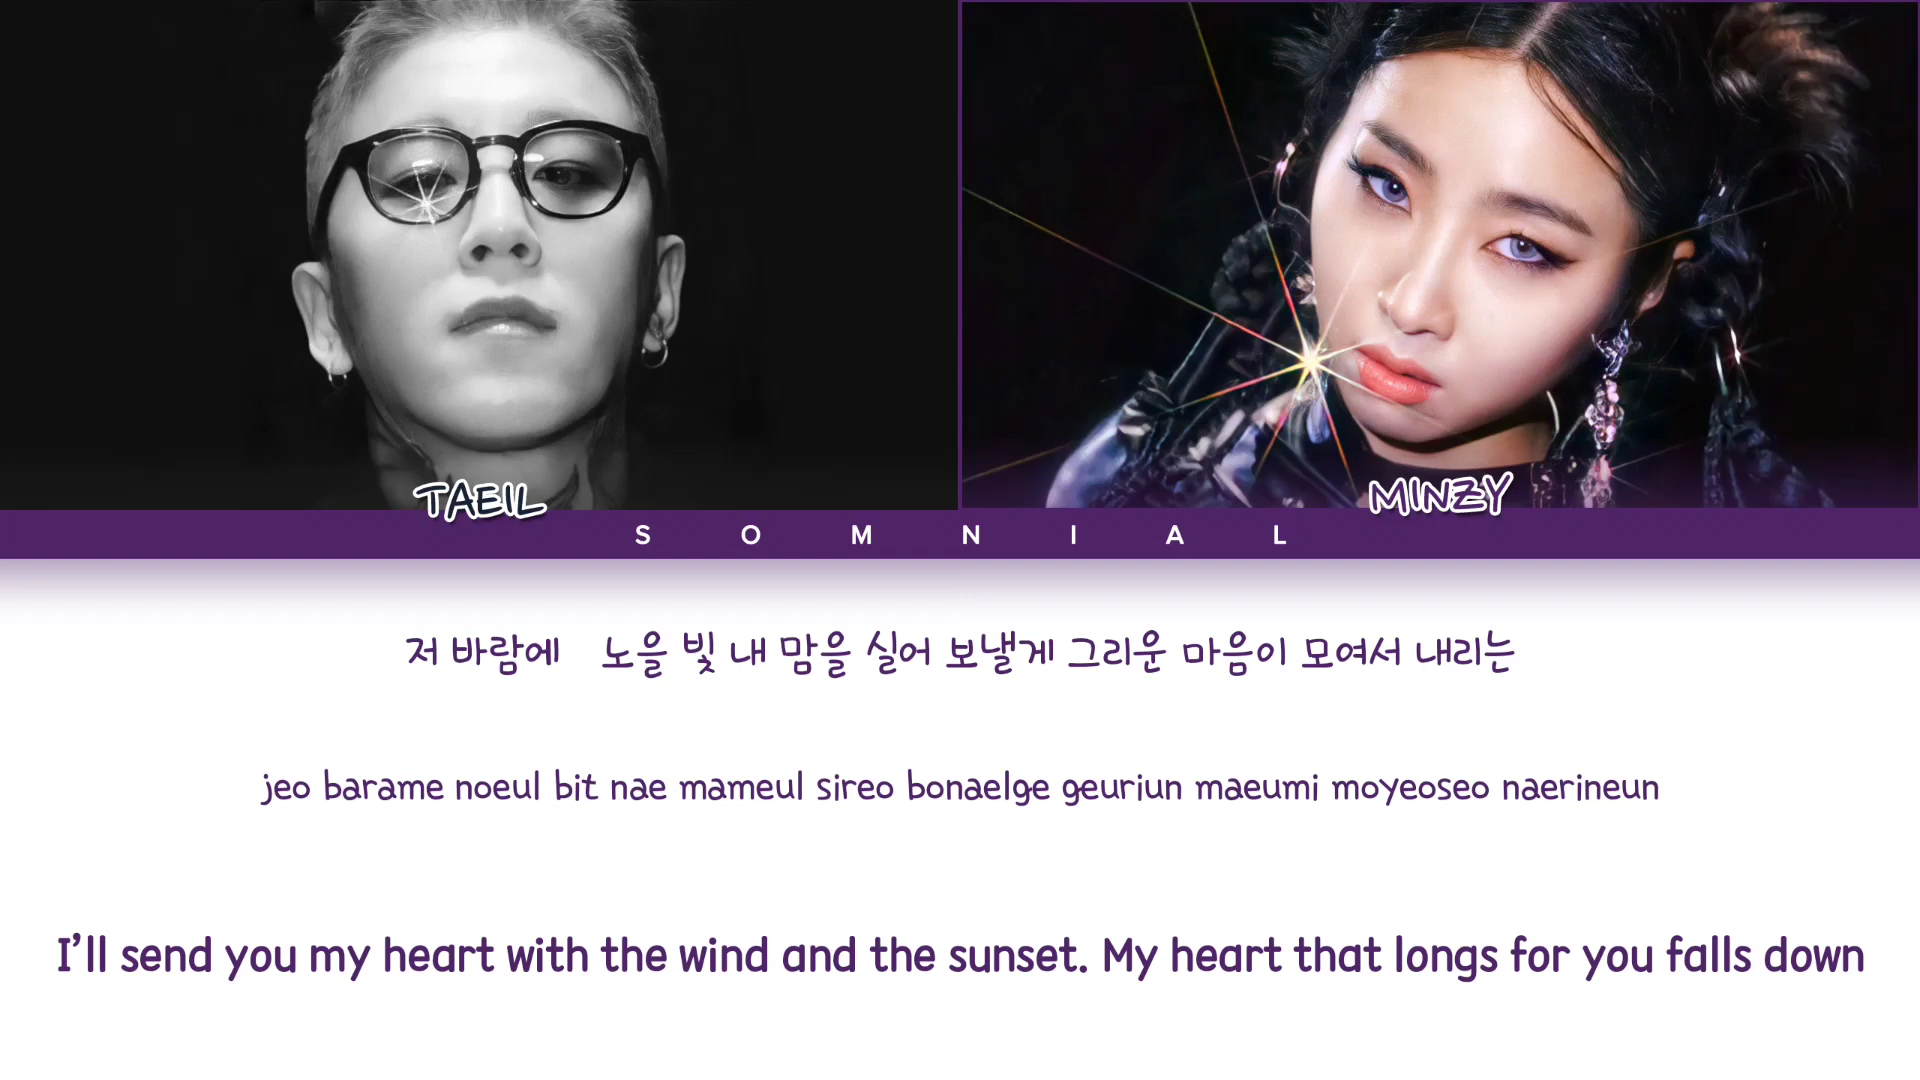 TAEIL
MINZY
S O M N I A L
저 바람에 노을 빛 내 맘을 실어 보낼게 그리운 마음이 모여서 내리는
jeo barame noeul bit nae mameul sireo bonaelge geuriun maeumi moyeoseo naerineun
I'll send you my heart with the wind and the sunset. My heart that longs for you falls down